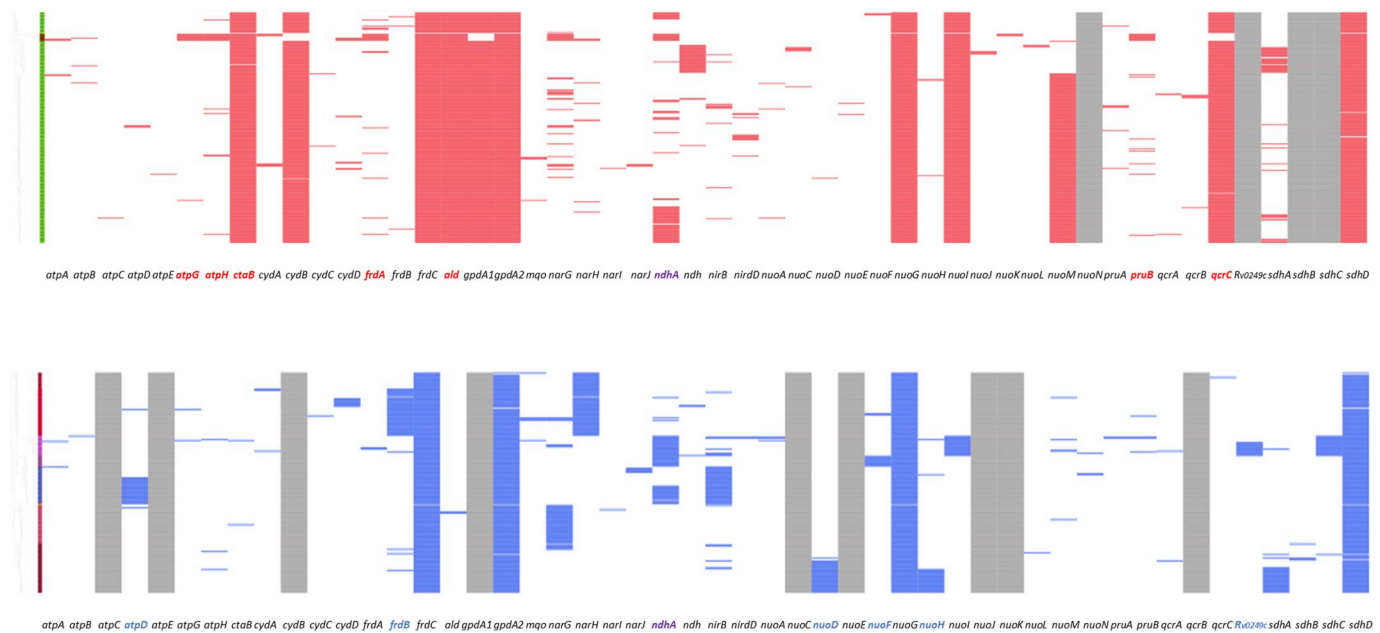 atpA atpB atpC atpD atpE atpG atpH ctaB cydA cydB cydC cydD frdA frdB frdC ald gpdA1 gpdA2 mqo narG narH narI narJ ndhA ndh nirB nirD nuoA nuoC nuoD nuoE nuoF nuoG nuoH nuoI nuoJ nuoK nuoL nuoM nuoN pruA pruB qcrA qcrB qcrC Rv0249c sdhA sdhB sdhC sdhD
atpA atpB atpC atpD atpE atpG atpH ctaB cydA cydB cydC cydD frdA frdB frdC ald gpdA1 gpdA2 mqo narG narH narI narJ ndhA ndh nirB nirdD nuoA nuoC nuoD nuoE nuoF nuoG nuoH nuoI nuoJ nuoK nuoL nuoM nuoN pruA pruB qcrA qcrB qcrC Rv0249c sdhA sdhB sdhC sdhD